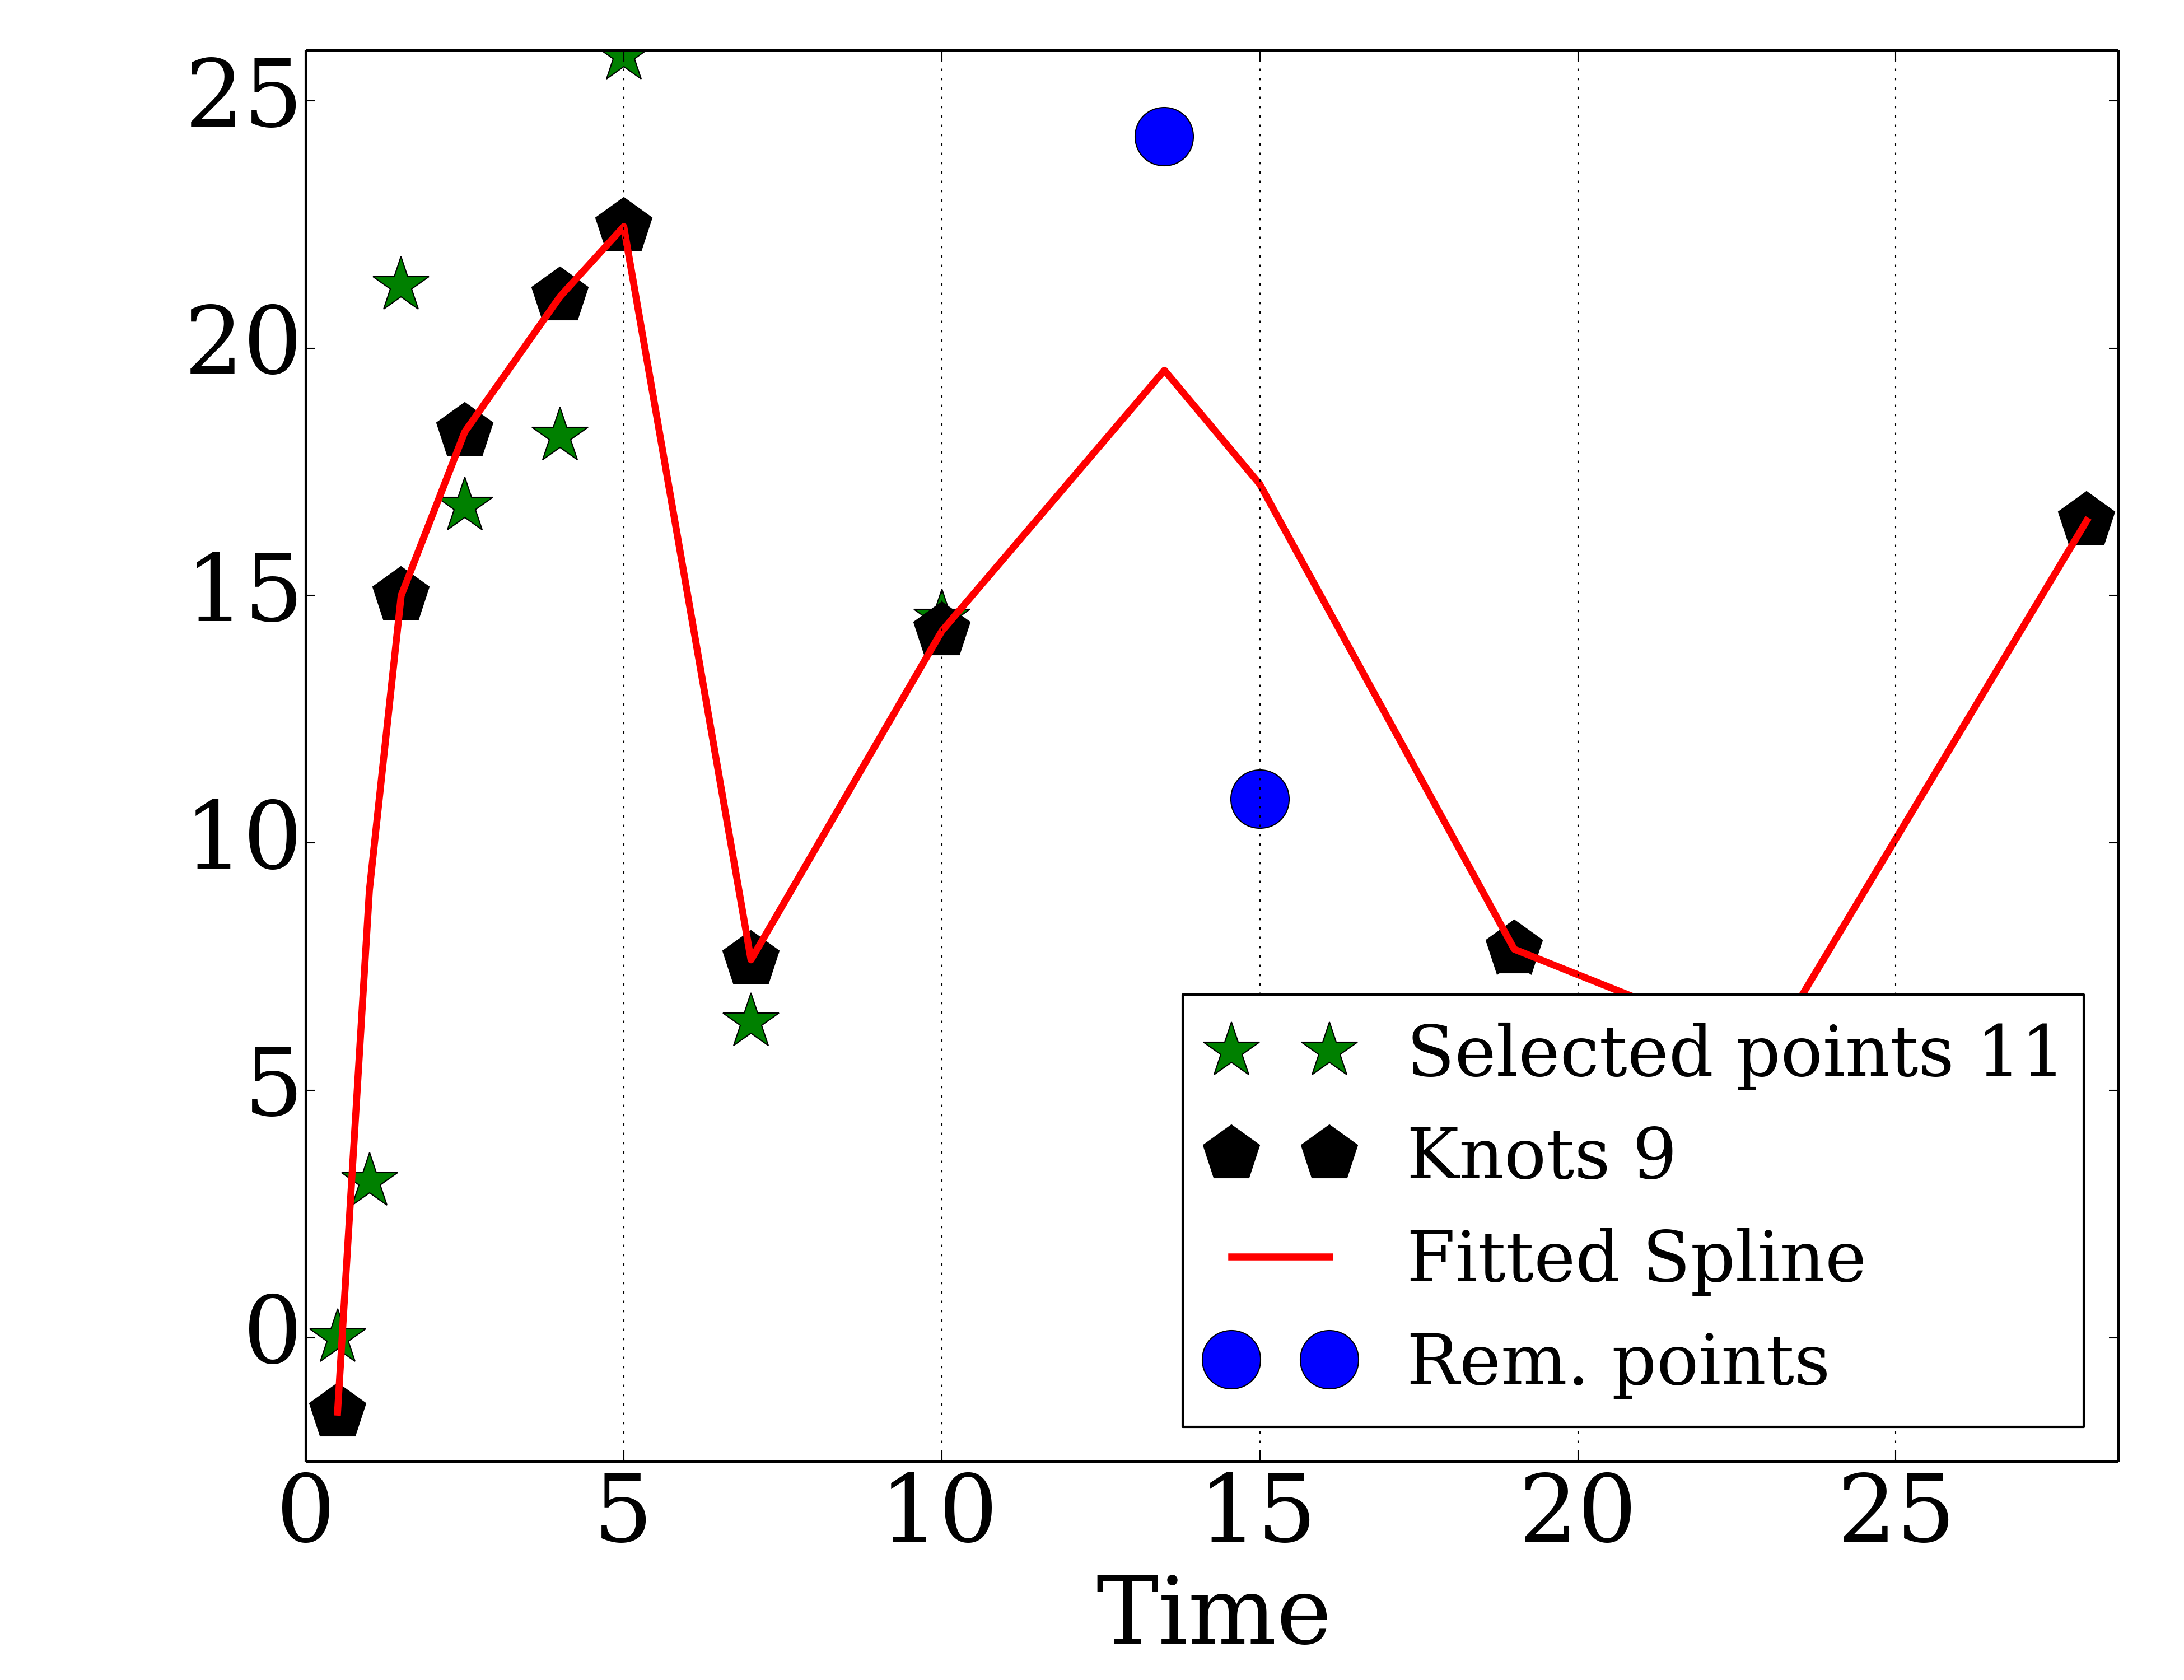 25
20
15
10
5
0
0 5 10 15 20 25
Time
Selected points 11
Knots 9
Fitted Spline
Rem. points